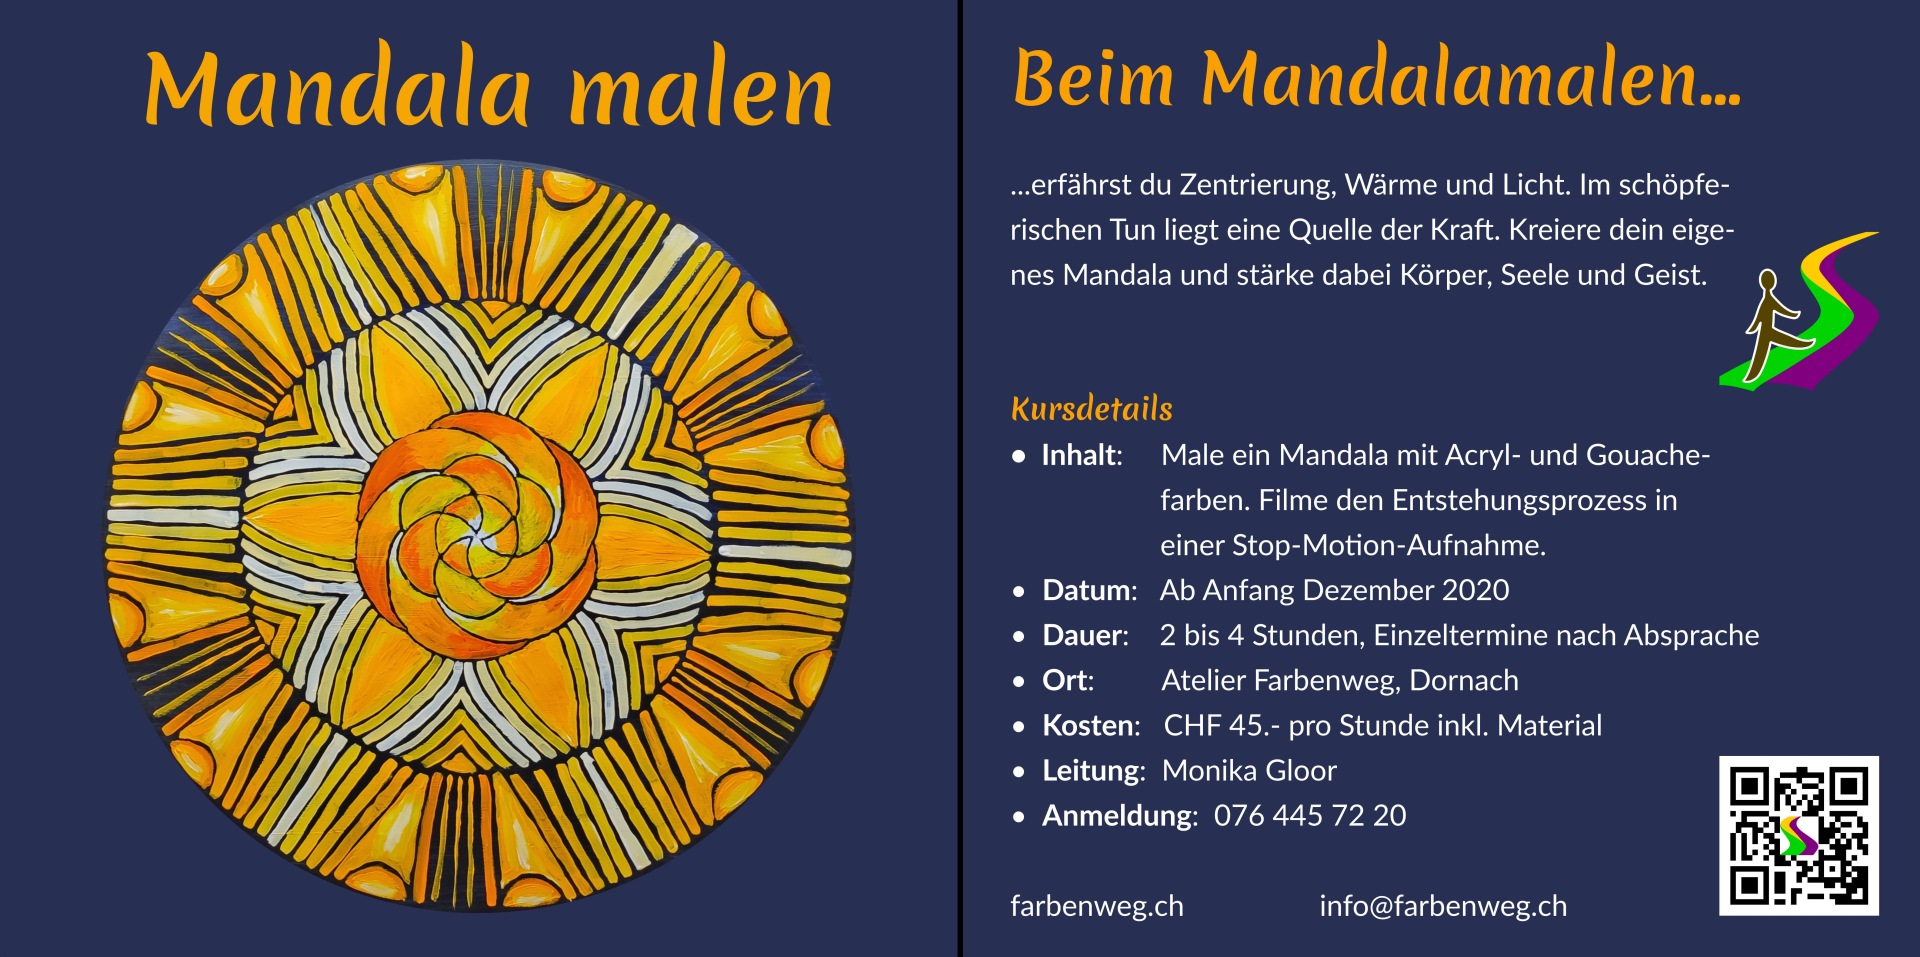 Mandala malen
Beim Mandalamalen...
...erfährst du Zentrierung, Wärme und Licht. Im schöpfe-
rischen Tun liegt eine Quelle der Kraft. Kreiere dein eige-
nes Mandala und stärke dabei Körper, Seele und Geist.
Kursdetails
• Inhalt: Male ein Mandala mit Acryl- und Gouache-
farben. Filme den Entstehungsprozess in
einer Stop-Motion-Aufnahme.
• Datum: Ab Anfang Dezember 2020
• Dauer: 2 bis 4 Stunden, Einzeltermine nach Absprache
• Ort: Atelier Farbenweg, Dornach
• Kosten: CHF 45.- pro Stunde inkl. Material
• Leitung: Monika Gloor
• Anmeldung: 076 445 72 20
farbenweg.ch info@farbenweg.ch